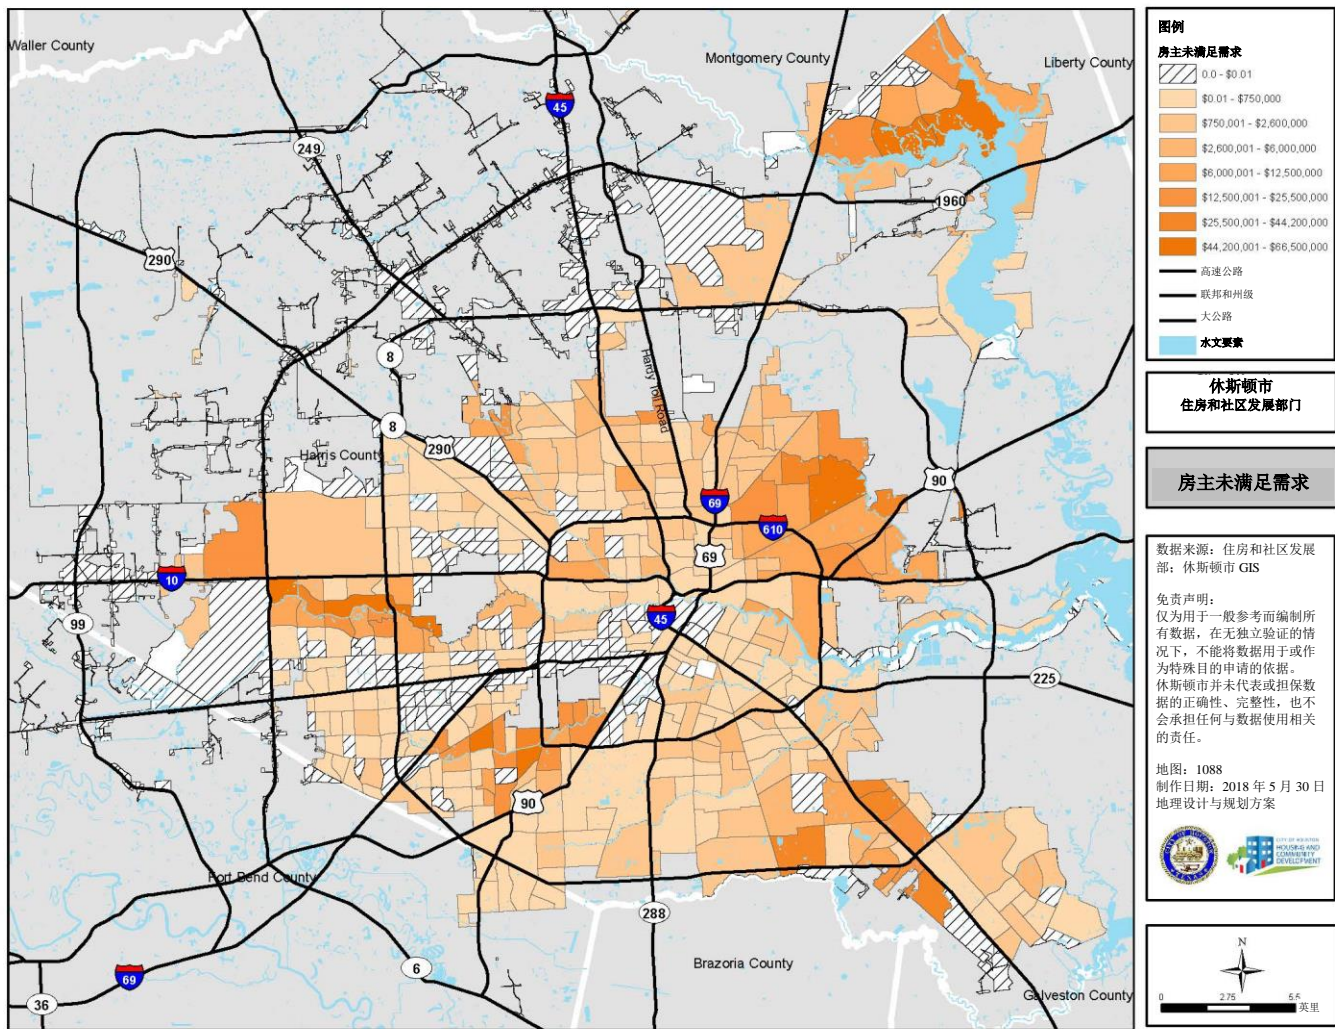 Waller County
Montgomery County
Liberty County
45
249
1960
290
Hardy Toll Road
8
8
290
Harris County
90
69
610
69
10
45
99
225
90
Fort Bend County
288
6
Brazoria County
69
36
Galveston County
图例
房主未满足需求
0.0 - $0.01
$0.01 - $750,000
$750,001 - $2,600,000
$2,600,001 - $6,000,000
$6,000,001 - $12,500,000
$12,500,001 - $25,500,000
$25,500,001 - $44,200,000
$44,200,001 - $66,500,000
高速公路
联邦和州级
大公路
水文要素
休斯顿市
住房和社区发展部门
房主未满足需求
数据来源：住房和社区发展
部；休斯顿市 GIS
免责声明：
仅为用于一般参考而编制所
有数据，在无独立验证的情
况下，不能将数据用于或作
为特殊目的申请的依据。
休斯顿市并未代表或担保数
据的正确性、完整性，也不
会承担任何与数据使用相关
的责任。
地图：1088
制作日期：2018 年 5 月 30 日
地理设计与规划方案
CITY OF HOUSTON
HOUSING AND
COMMUNITY
DEVELOPMENT
N
0 2.75 5.5
英里